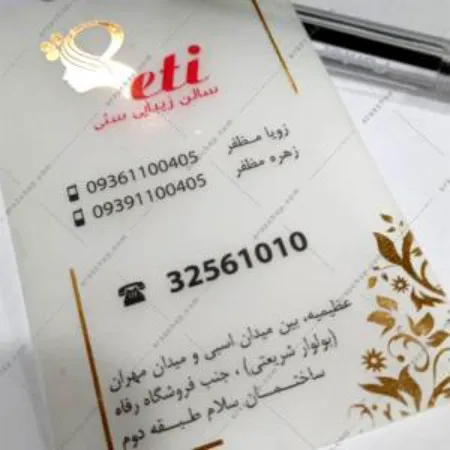 eti
سالن زیبایی ستی
زویا مظفر
09361100405
زهره مظفر
09391100405
32561010
عظیمیه، بین میدان اسبی و میدان مهران
(بولوار شریعتی)، جنب فروشگاه رفاه
ساختمان سلام طبقه دوم